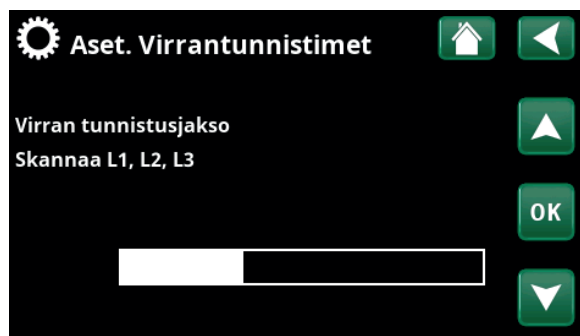 Aset. Virrantunnistimet
Virran tunnistusjakso
Skannaa L1, L2, L3
OK